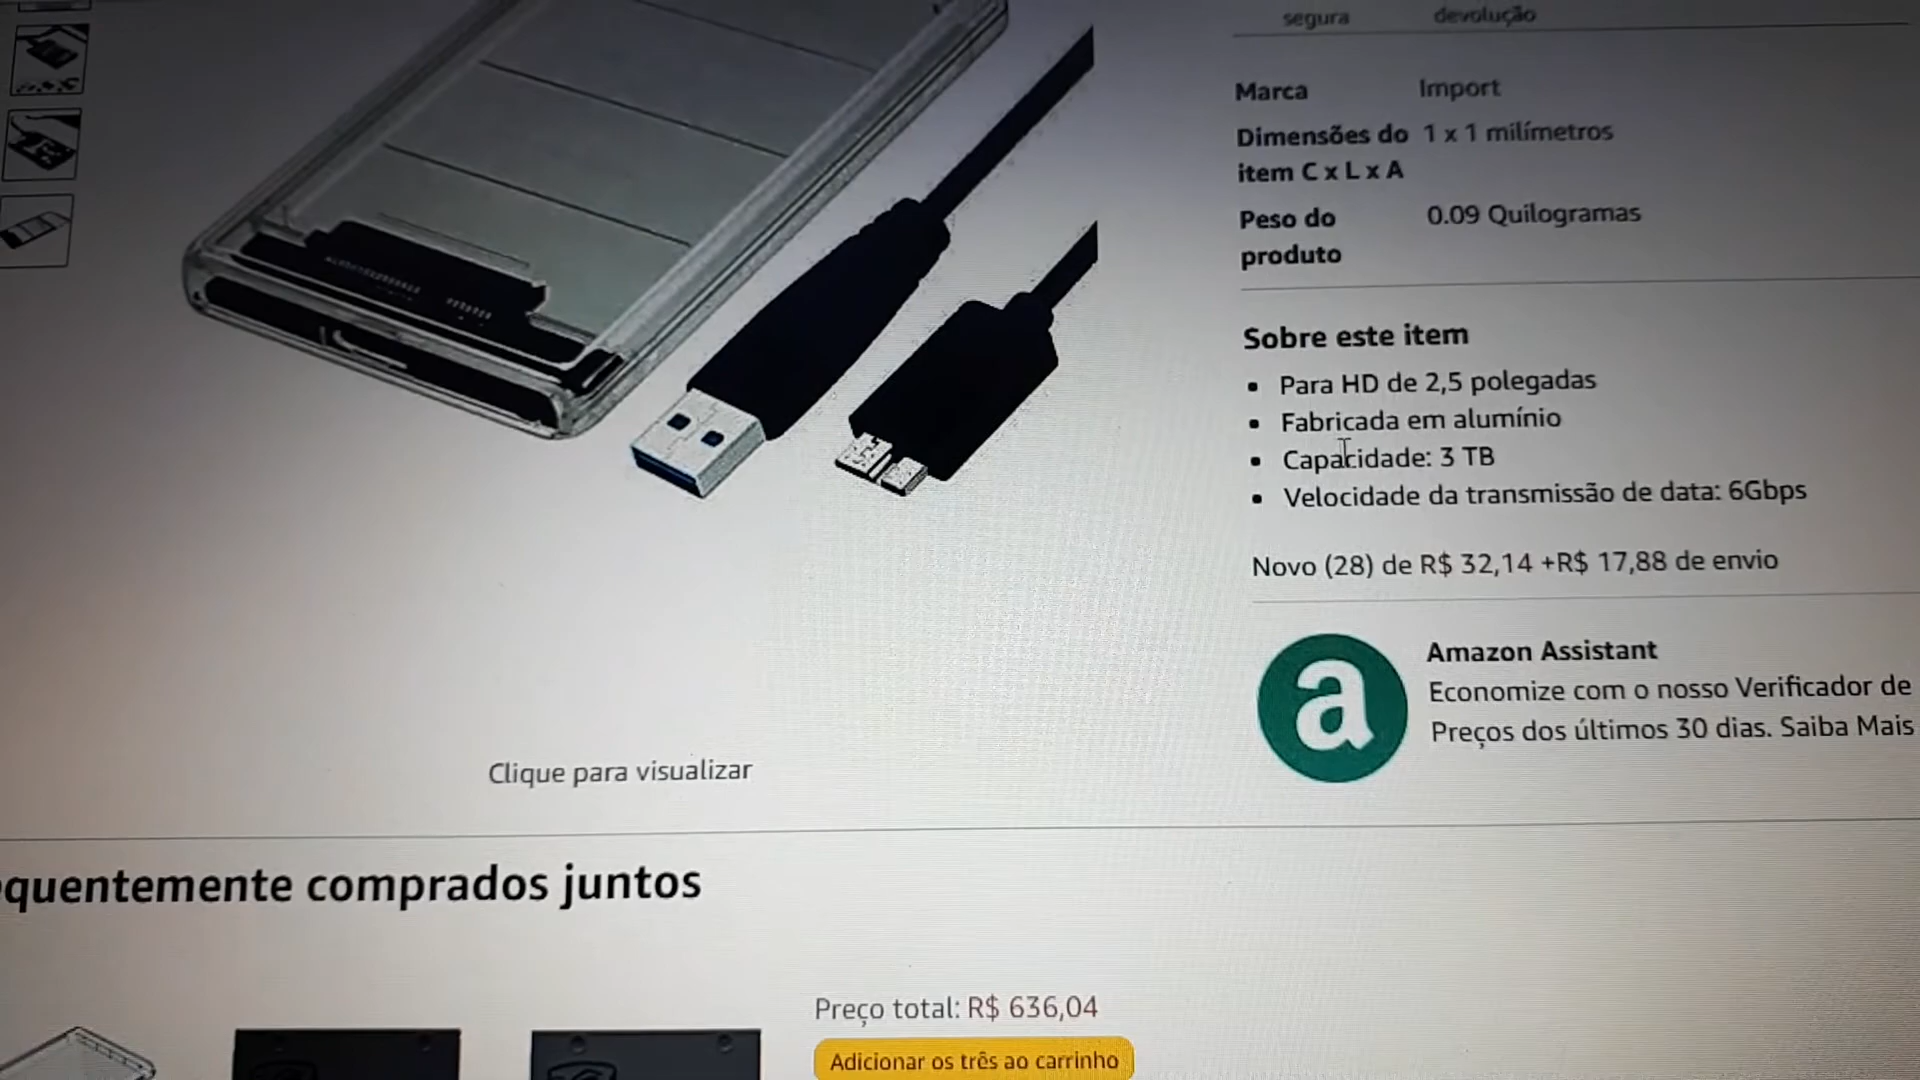 segura devolução
Marca Import
Dimensões do 1 x 1 milímetros
item C x L x A
Peso do 0.09 Quilogramas
produto
Sobre este item
• Para HD de 2,5 polegadas
• Fabricada em alumínio
• Capacidade: 3 TB
• Velocidade da transmissão de data: 6Gbps
Novo (28) de R$ 32,14 +R$ 17,88 de envio
a
Amazon Assistant
Economize com o nosso Verificador de
Preços dos últimos 30 dias. Saiba Mais
Clique para visualizar
quentemente comprados juntos
Preço total: R$ 636,04
Adicionar os três ao carrinho